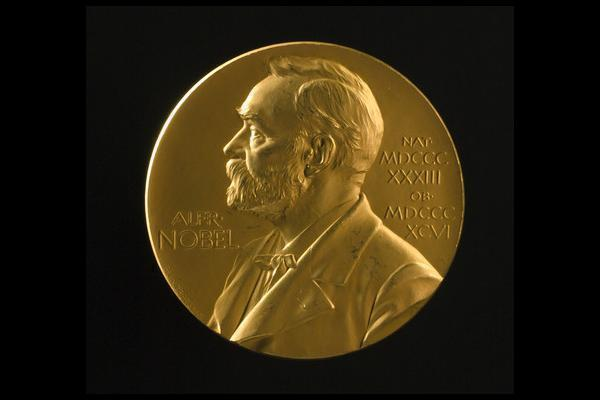 ALFR·
NOBEL
NAT·
MDCCC
XXXIII
OB·
MDCCC
XCVI